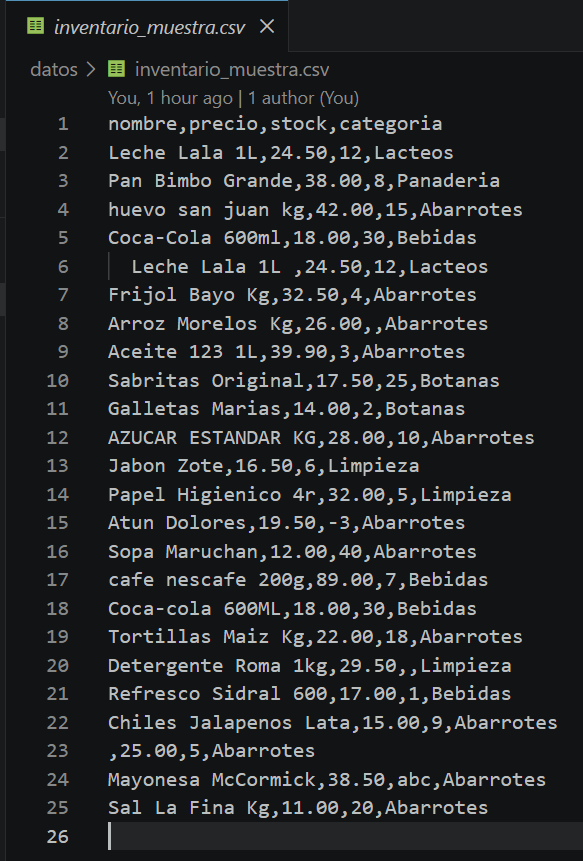 inventario_muestra.csv
datos > inventario_muestra.csv
You, 1 hour ago | 1 author (You)
1 nombre,precio,stock,categoria
2 Leche Lala 1L,24.50,12,Lacteos
3 Pan Bimbo Grande,38.00,8,Panaderia
4 huevo san juan kg,42.00,15,Abarrotes
5 Coca-Cola 600ml,18.00,30,Bebidas
6   Leche Lala 1L ,24.50,12,Lacteos
7 Frijol Bayo Kg,32.50,4,Abarrotes
8 Arroz Morelos Kg,26.00,,Abarrotes
9 Aceite 123 1L,39.90,3,Abarrotes
10 Sabritas Original,17.50,25,Botanas
11 Galletas Marias,14.00,2,Botanas
12 AZUCAR ESTANDAR KG,28.00,10,Abarrotes
13 Jabon Zote,16.50,6,Limpieza
14 Papel Higienico 4r,32.00,5,Limpieza
15 Atun Dolores,19.50,-3,Abarrotes
16 Sopa Maruchan,12.00,40,Abarrotes
17 cafe nescafe 200g,89.00,7,Bebidas
18 Coca-cola 600ML,18.00,30,Bebidas
19 Tortillas Maiz Kg,22.00,18,Abarrotes
20 Detergente Roma 1kg,29.50,,Limpieza
21 Refresco Sidral 600,17.00,1,Bebidas
22 Chiles Jalapenos Lata,15.00,9,Abarrotes
23 ,25.00,5,Abarrotes
24 Mayonesa McCormick,38.50,abc,Abarrotes
25 Sal La Fina Kg,11.00,20,Abarrotes
26